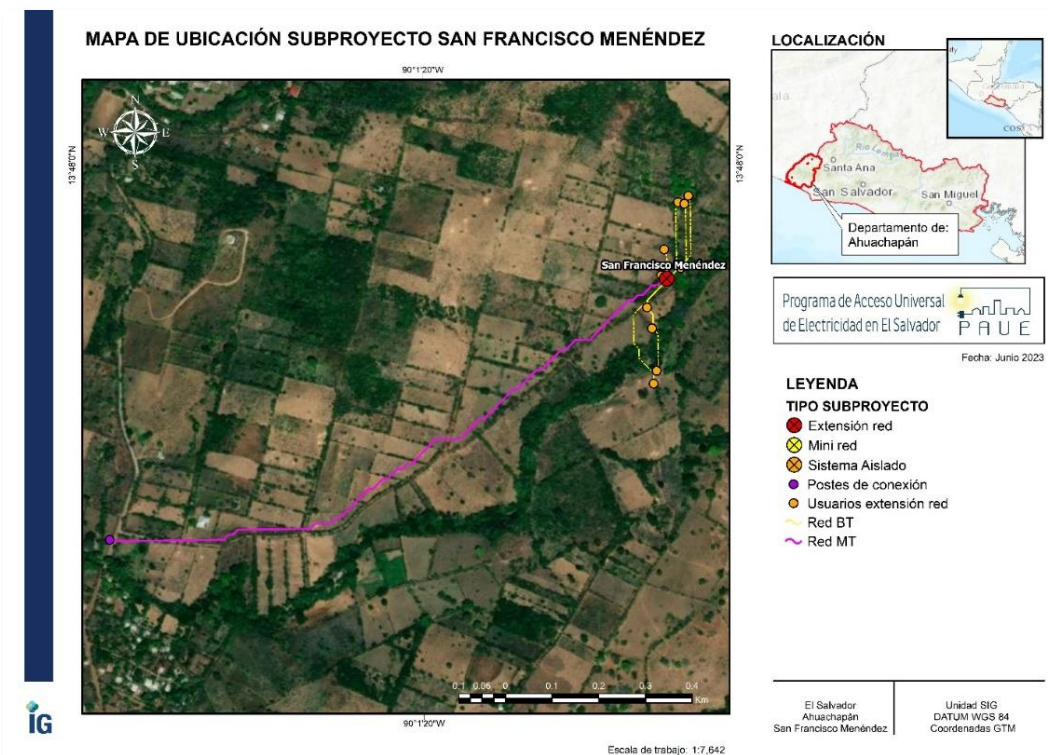 MAPA DE UBICACIÓN SUBPROYECTO SAN FRANCISCO MENÉNDEZ
90°1'20"W
13°48'0"N
13°48'0"N
N
W
E
S
San Francisco Menéndez
0.1 0.05 0 0.1 0.2 0.3 0.4
Km
90°1'20"W
Escala de trabajo: 1:7,642
LOCALIZACIÓN
Santa Ana
Rio Lempa
San Salvador
San Miguel
Departamento de:
Ahuachapán
Programa de Acceso Universal
de Electricidad en El Salvador
PAUE
Fecha: Junio 2023
LEYENDA
TIPO SUBPROYECTO
Extensión red
Mini red
Sistema Aislado
Postes de conexión
Usuarios extensión red
Red BT
Red MT
El Salvador
Ahuachapán
San Francisco Menéndez
Unidad SIG
DATUM WGS 84
Coordenadas GTM
iG